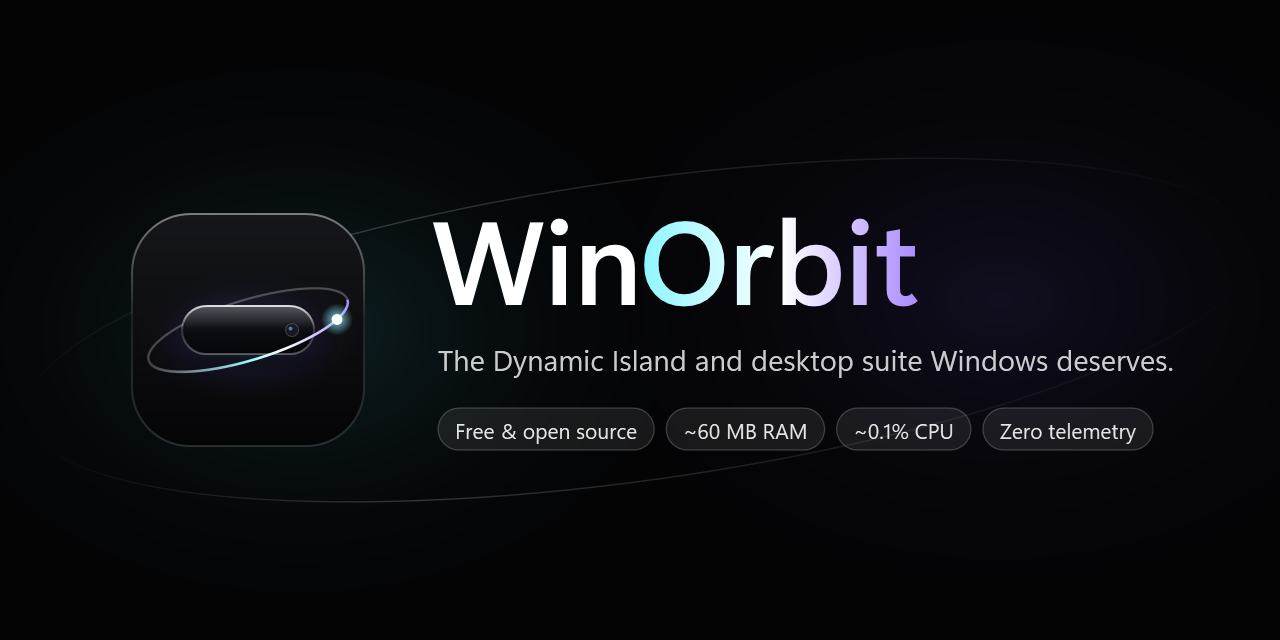 WinOrbit
The Dynamic Island and desktop suite Windows deserves.
Free & open source ~60 MB RAM ~0.1% CPU Zero telemetry